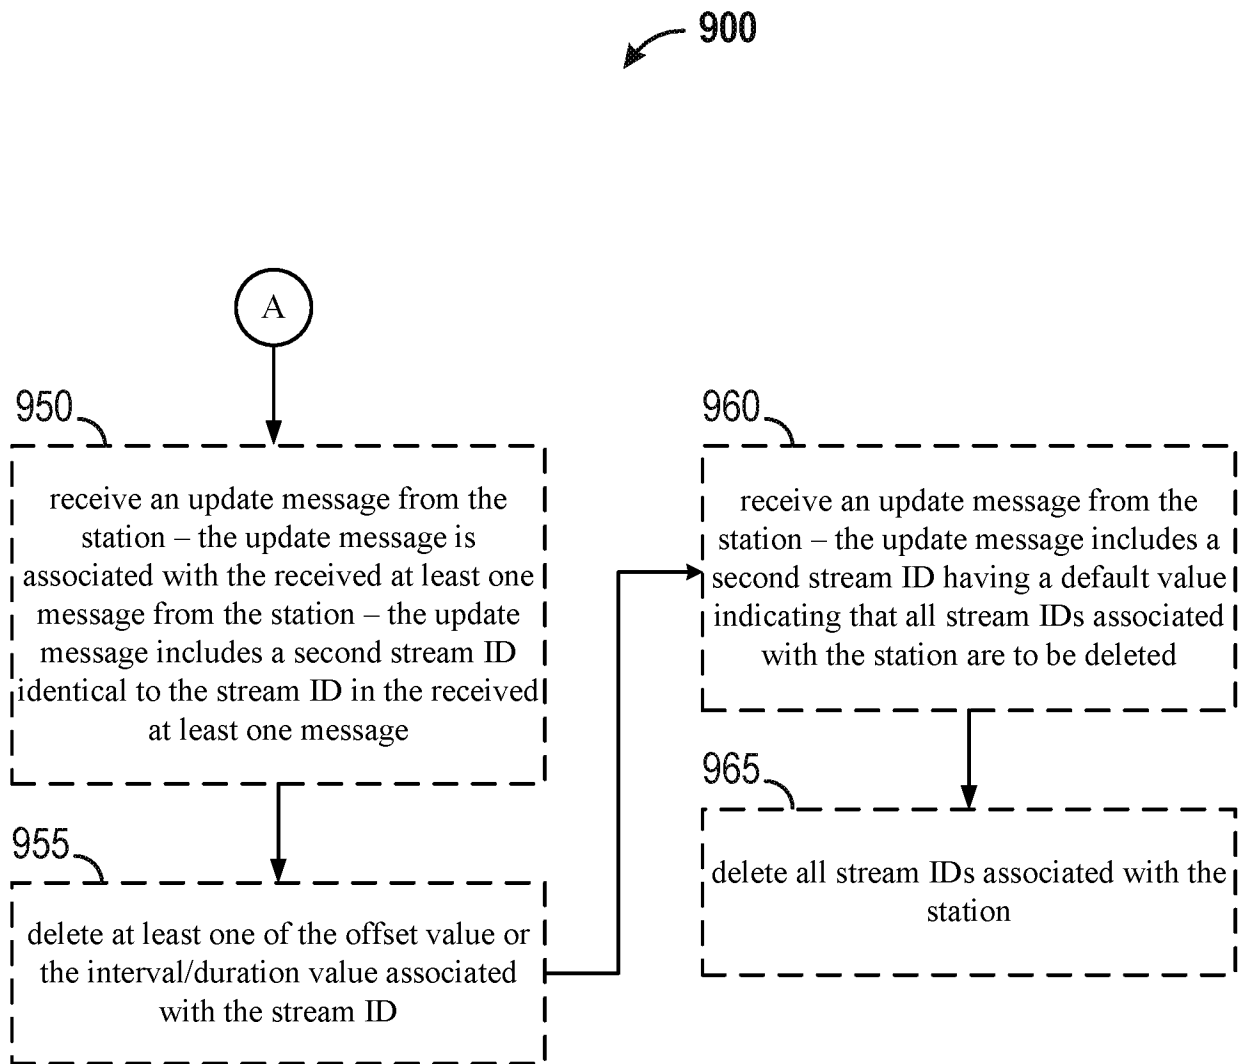 900
A
950
receive an update message from the
station – the update message is
associated with the received at least one
message from the station – the update
message includes a second stream ID
identical to the stream ID in the received
at least one message
955
delete at least one of the offset value or
the interval/duration value associated
with the stream ID
960
receive an update message from the
station – the update message includes a
second stream ID having a default value
indicating that all stream IDs associated
with the station are to be deleted
965
delete all stream IDs associated with the
station